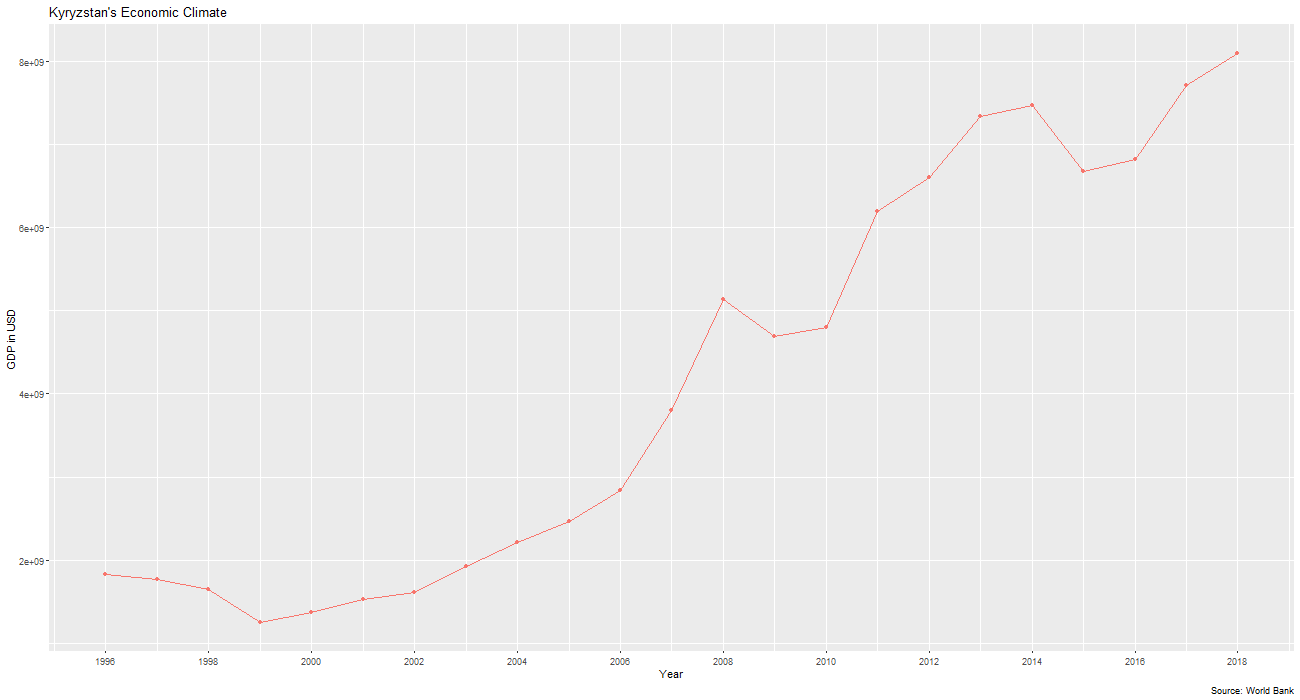 Kyryzstan's Economic Climate
8e+09
6e+09
4e+09
2e+09
GDP in USD
1996 1998 2000 2002 2004 2006 2008 2010 2012 2014 2016 2018
Year
Source: World Bank